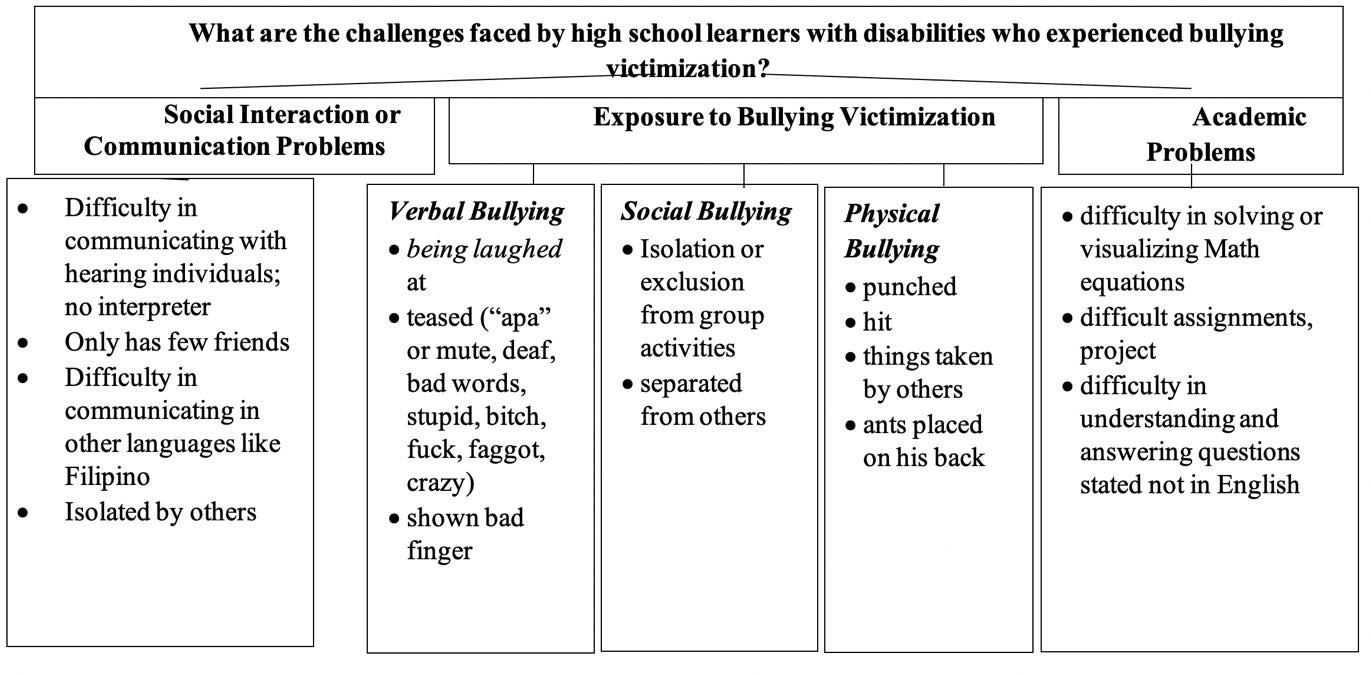 What are the challenges faced by high school learners with disabilities who experienced bullying
victimization?
Social Interaction or
Communication Problems
Exposure to Bullying Victimization
Academic
Problems
• Difficulty in
communicating with
hearing individuals;
no interpreter
• Only has few friends
• Difficulty in
communicating in
other languages like
Filipino
• Isolated by others
Verbal Bullying
• being laughed
at
• teased (“apa”
or mute, deaf,
bad words,
stupid, bitch,
fuck, faggot,
crazy)
• shown bad
finger
Social Bullying
• Isolation or
exclusion
from group
activities
• separated
from others
Physical
Bullying
• punched
• hit
• things taken
by others
• ants placed
on his back
• difficulty in solving or
visualizing Math
equations
• difficult assignments,
project
• difficulty in
understanding and
answering questions
stated not in English